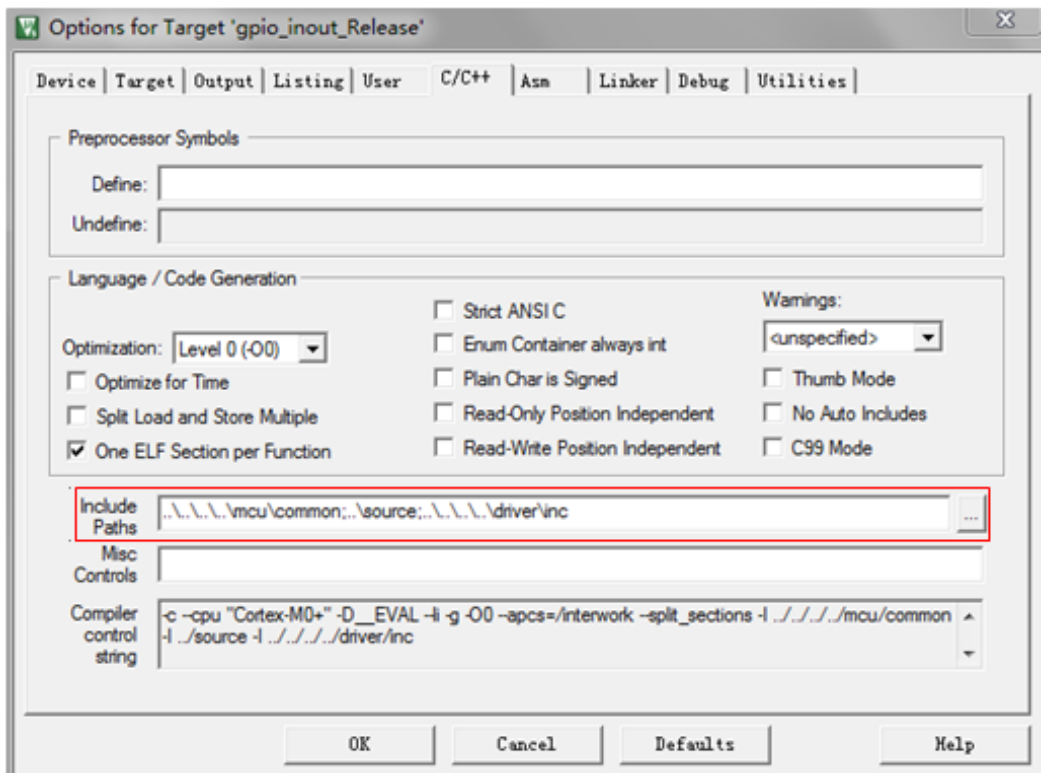 Options for Target 'gpio_inout_Release'
Device | Target | Output | Listing | User C/C++ Asm | Linker | Debug | Utilities |
Preprocessor Symbols
Define:
Undefine:
Language / Code Generation
Optimization: Level 0 (-O0)
Optimize for Time
Split Load and Store Multiple
One ELF Section per Function
Strict ANSI C
Enum Container always int
Plain Char is Signed
Read-Only Position Independent
Read-Write Position Independent
Warnings:
<unspecified>
Thumb Mode
No Auto Includes
C99 Mode
Include
Paths
..\..\..\..\mcu\common;..\source;..\..\..\..\driver\inc
...
Misc
Controls
Compiler
control
string
-c --cpu "Cortex-M0+" -D__EVAL --li -g -O0 --apcs=/interwork --split_sections -I ../../../../mcu/common
-I ../source -I ../../../../driver/inc
OK Cancel Defaults Help